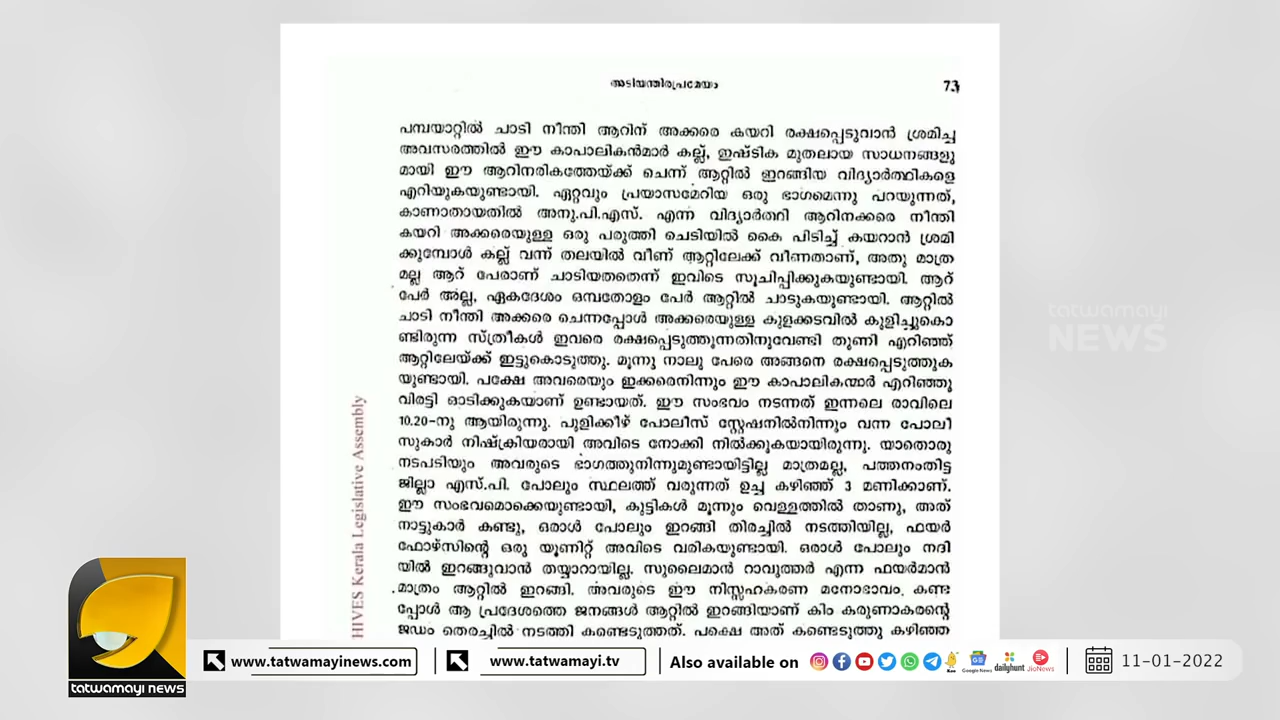 അടിയന്തിരപ്രമേയം
73
പമ്പയാറ്റിൽ ചാടി നീന്തി ആറിന് അക്കരെ കയറി രക്ഷപ്പെടുവാൻ ശ്രമിച്ച
അവസരത്തിൽ ഈ കാപാലികൻമാർ കല്ല്, ഇഷ്ടിക മുതലായ സാധനങ്ങളു
മായി ഈ ആറിനരികത്തേയ്ക്ക് ചെന്ന് ആറ്റിൽ ഇറങ്ങിയ വിദ്യാർത്ഥികളെ
എറിയുകയുണ്ടായി. ഏറ്റവും പ്രയാസമേറിയ ഒരു ഭാഗമെന്നു പറയുന്നത്,
കാണാതായതിൽ അനു.പി.എസ്. എന്ന വിദ്യാർത്ഥി ആറിനക്കരെ നീന്തി
കയറി അക്കരെയുള്ള ഒരു പരുത്തി ചെടിയിൽ കൈ പിടിച്ച് കയറാൻ ശ്രമി
ക്കുമ്പോൾ കല്ല് വന്ന് തലയിൽ വീണ് ആറ്റിലേക്ക് വീണതാണ്, അതു മാത്ര
മല്ല ആറ് പേരാണ് ചാടിയതതെന്ന് ഇവിടെ സൂചിപ്പിക്കുകയുണ്ടായി. ആറ്
പേർ അല്ല, ഏകദേശം ഒമ്പതോളം പേർ ആറ്റിൽ ചാടുകയുണ്ടായി. ആറ്റിൽ
ചാടി നീന്തി അക്കരെ ചെന്നപ്പോൾ അക്കരെയുള്ള കുളക്കടവിൽ കുളിച്ചുകൊ
ണ്ടിരുന്ന സ്ത്രീകൾ ഇവരെ രക്ഷപ്പെടുത്തുന്നതിനുവേണ്ടി തുണി എറിഞ്ഞ്
ആറ്റിലേയ്ക്ക് ഇട്ടുകൊടുത്തു. മൂന്നു നാലു പേരെ അങ്ങനെ രക്ഷപ്പെടുത്തുക
യുണ്ടായി. പക്ഷേ അവരെയും ഇക്കരെനിന്നും ഈ കാപാലികന്മാർ എറിഞ്ഞു
വിരട്ടി ഓടിക്കുകയാണ് ഉണ്ടായത്. ഈ സംഭവം നടന്നത് ഇന്നലെ രാവിലെ
10.20-നു ആയിരുന്നു. പുളിക്കീഴ് പോലീസ് സ്റ്റേഷനിൽനിന്നും വന്ന പോലീ
സുകാർ നിഷ്ക്രിയരായി അവിടെ നോക്കി നിൽക്കുകയായിരുന്നു. യാതൊരു
നടപടിയും അവരുടെ ഭാഗത്തുനിന്നുമുണ്ടായിട്ടില്ല മാത്രമല്ല, പത്തനംതിട്ട
ജില്ലാ എസ്.പി. പോലും സ്ഥലത്ത് വരുന്നത് ഉച്ച കഴിഞ്ഞ് 3 മണിക്കാണ്.
ഈ സംഭവമൊക്കെയുണ്ടായി, കുട്ടികൾ മൂന്നും വെള്ളത്തിൽ താണു, അത്
നാട്ടുകാർ കണ്ടു, ഒരാൾ പോലും ഇറങ്ങി തിരച്ചിൽ നടത്തിയില്ല, ഫയർ
ഫോഴ്സിന്റെ ഒരു യൂണിറ്റ് അവിടെ വരികയുണ്ടായി. ഒരാൾ പോലും നദി
യിൽ ഇറങ്ങുവാൻ തയ്യാറായില്ല. സുലൈമാൻ റാവുത്തർ എന്ന ഫയർമാൻ
മാത്രം ആറ്റിൽ ഇറങ്ങി. അവരുടെ ഈ നിസ്സഹകരണ മനോഭാവം കണ്ട
പ്പോൾ ആ പ്രദേശത്തെ ജനങ്ങൾ ആറ്റിൽ ഇറങ്ങിയാണ് കിം കരുണാകരന്റെ
ജഡം തെരച്ചിൽ നടത്തി കണ്ടെടുത്തത്. പക്ഷെ അത് കണ്ടെടുത്തു കഴിഞ്ഞ
HIVES Kerala Legislative Assembly
tatwamayi
NEWS
tatwamayi news
www.tatwamayinews.com
www.tatwamayi.tv
Also available on
Koo
Google News
dailyhunt
JioNews
11-01-2022